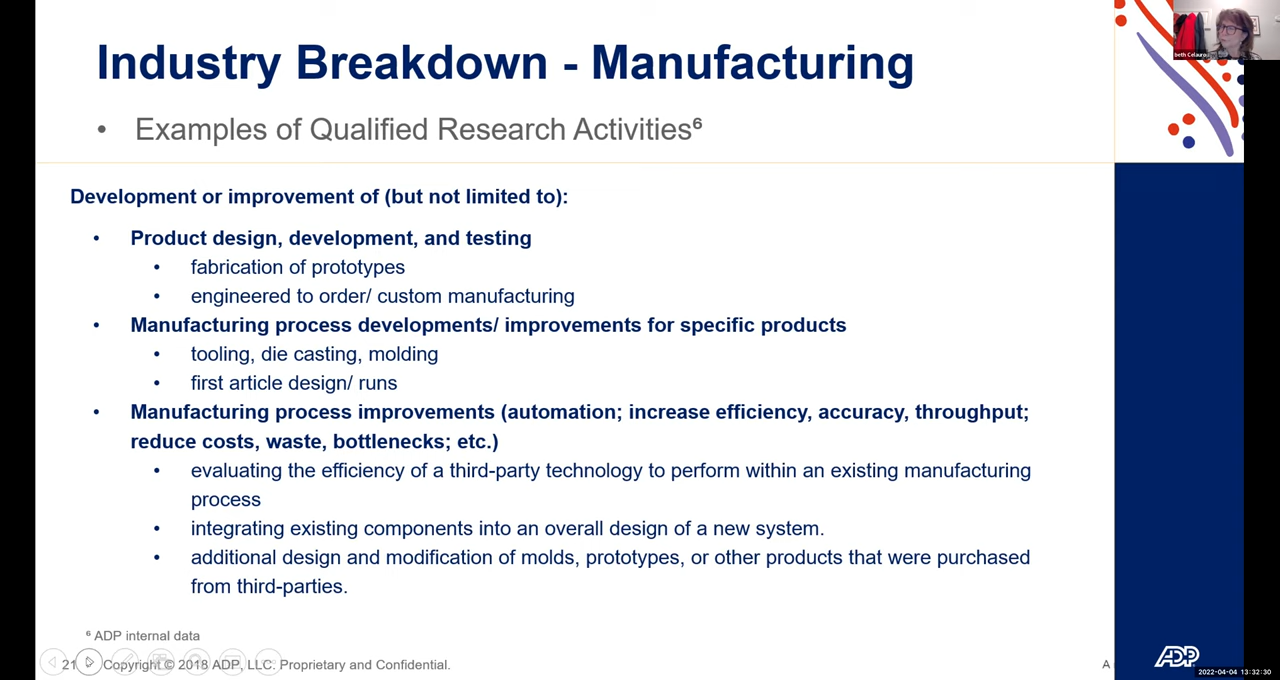 Industry Breakdown - Manufacturing
• Examples of Qualified Research Activities⁶
Development or improvement of (but not limited to):
• Product design, development, and testing
• fabrication of prototypes
• engineered to order/ custom manufacturing
• Manufacturing process developments/ improvements for specific products
• tooling, die casting, molding
• first article design/ runs
• Manufacturing process improvements (automation; increase efficiency, accuracy, throughput;
reduce costs, waste, bottlenecks; etc.)
• evaluating the efficiency of a third-party technology to perform within an existing manufacturing
process
• integrating existing components into an overall design of a new system.
• additional design and modification of molds, prototypes, or other products that were purchased
from third-parties.
⁶ ADP internal data
21 Copyright © 2018 ADP, LLC. Proprietary and Confidential.
A
ADP
2022-04-04 13:32:30